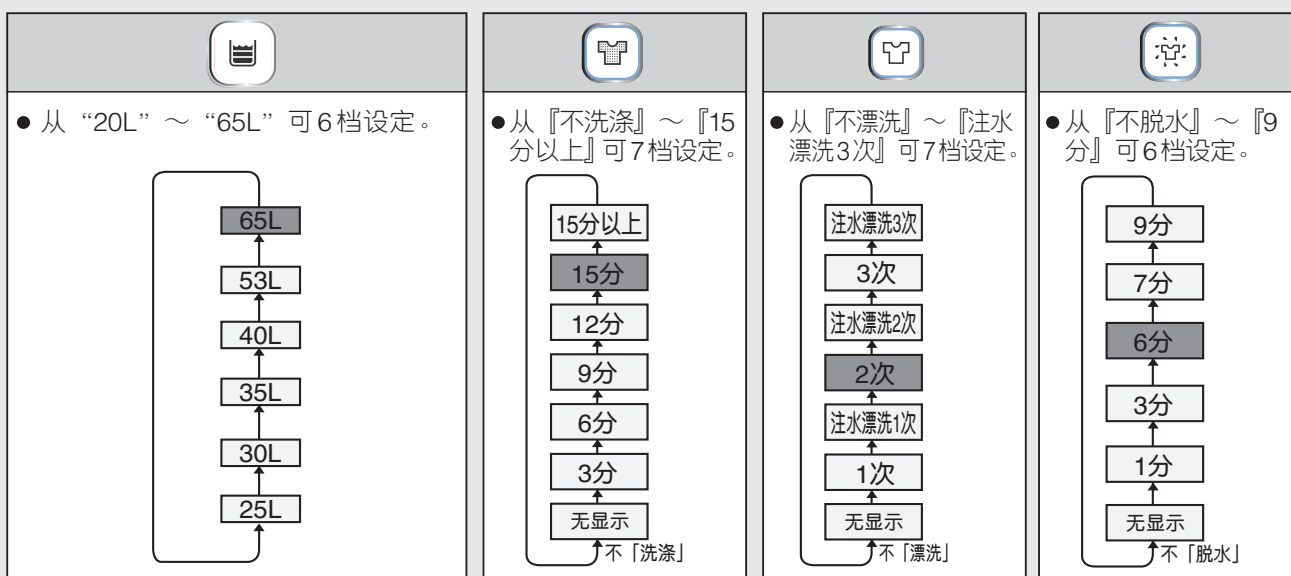 ● 从 “20L” ～ “65L” 可6档设定。
65L
53L
40L
35L
30L
25L
● 从『不洗涤』～『15
分以上』可7档设定。
15分以上
15分
12分
9分
6分
3分
无显示
不「洗涤」
● 从『不漂洗』～『注水
漂洗3次』可7档设定。
注水漂洗3次
3次
注水漂洗2次
2次
注水漂洗1次
1次
无显示
不「漂洗」
● 从『不脱水』～『9
分』可6档设定。
9分
7分
6分
3分
1分
无显示
不「脱水」